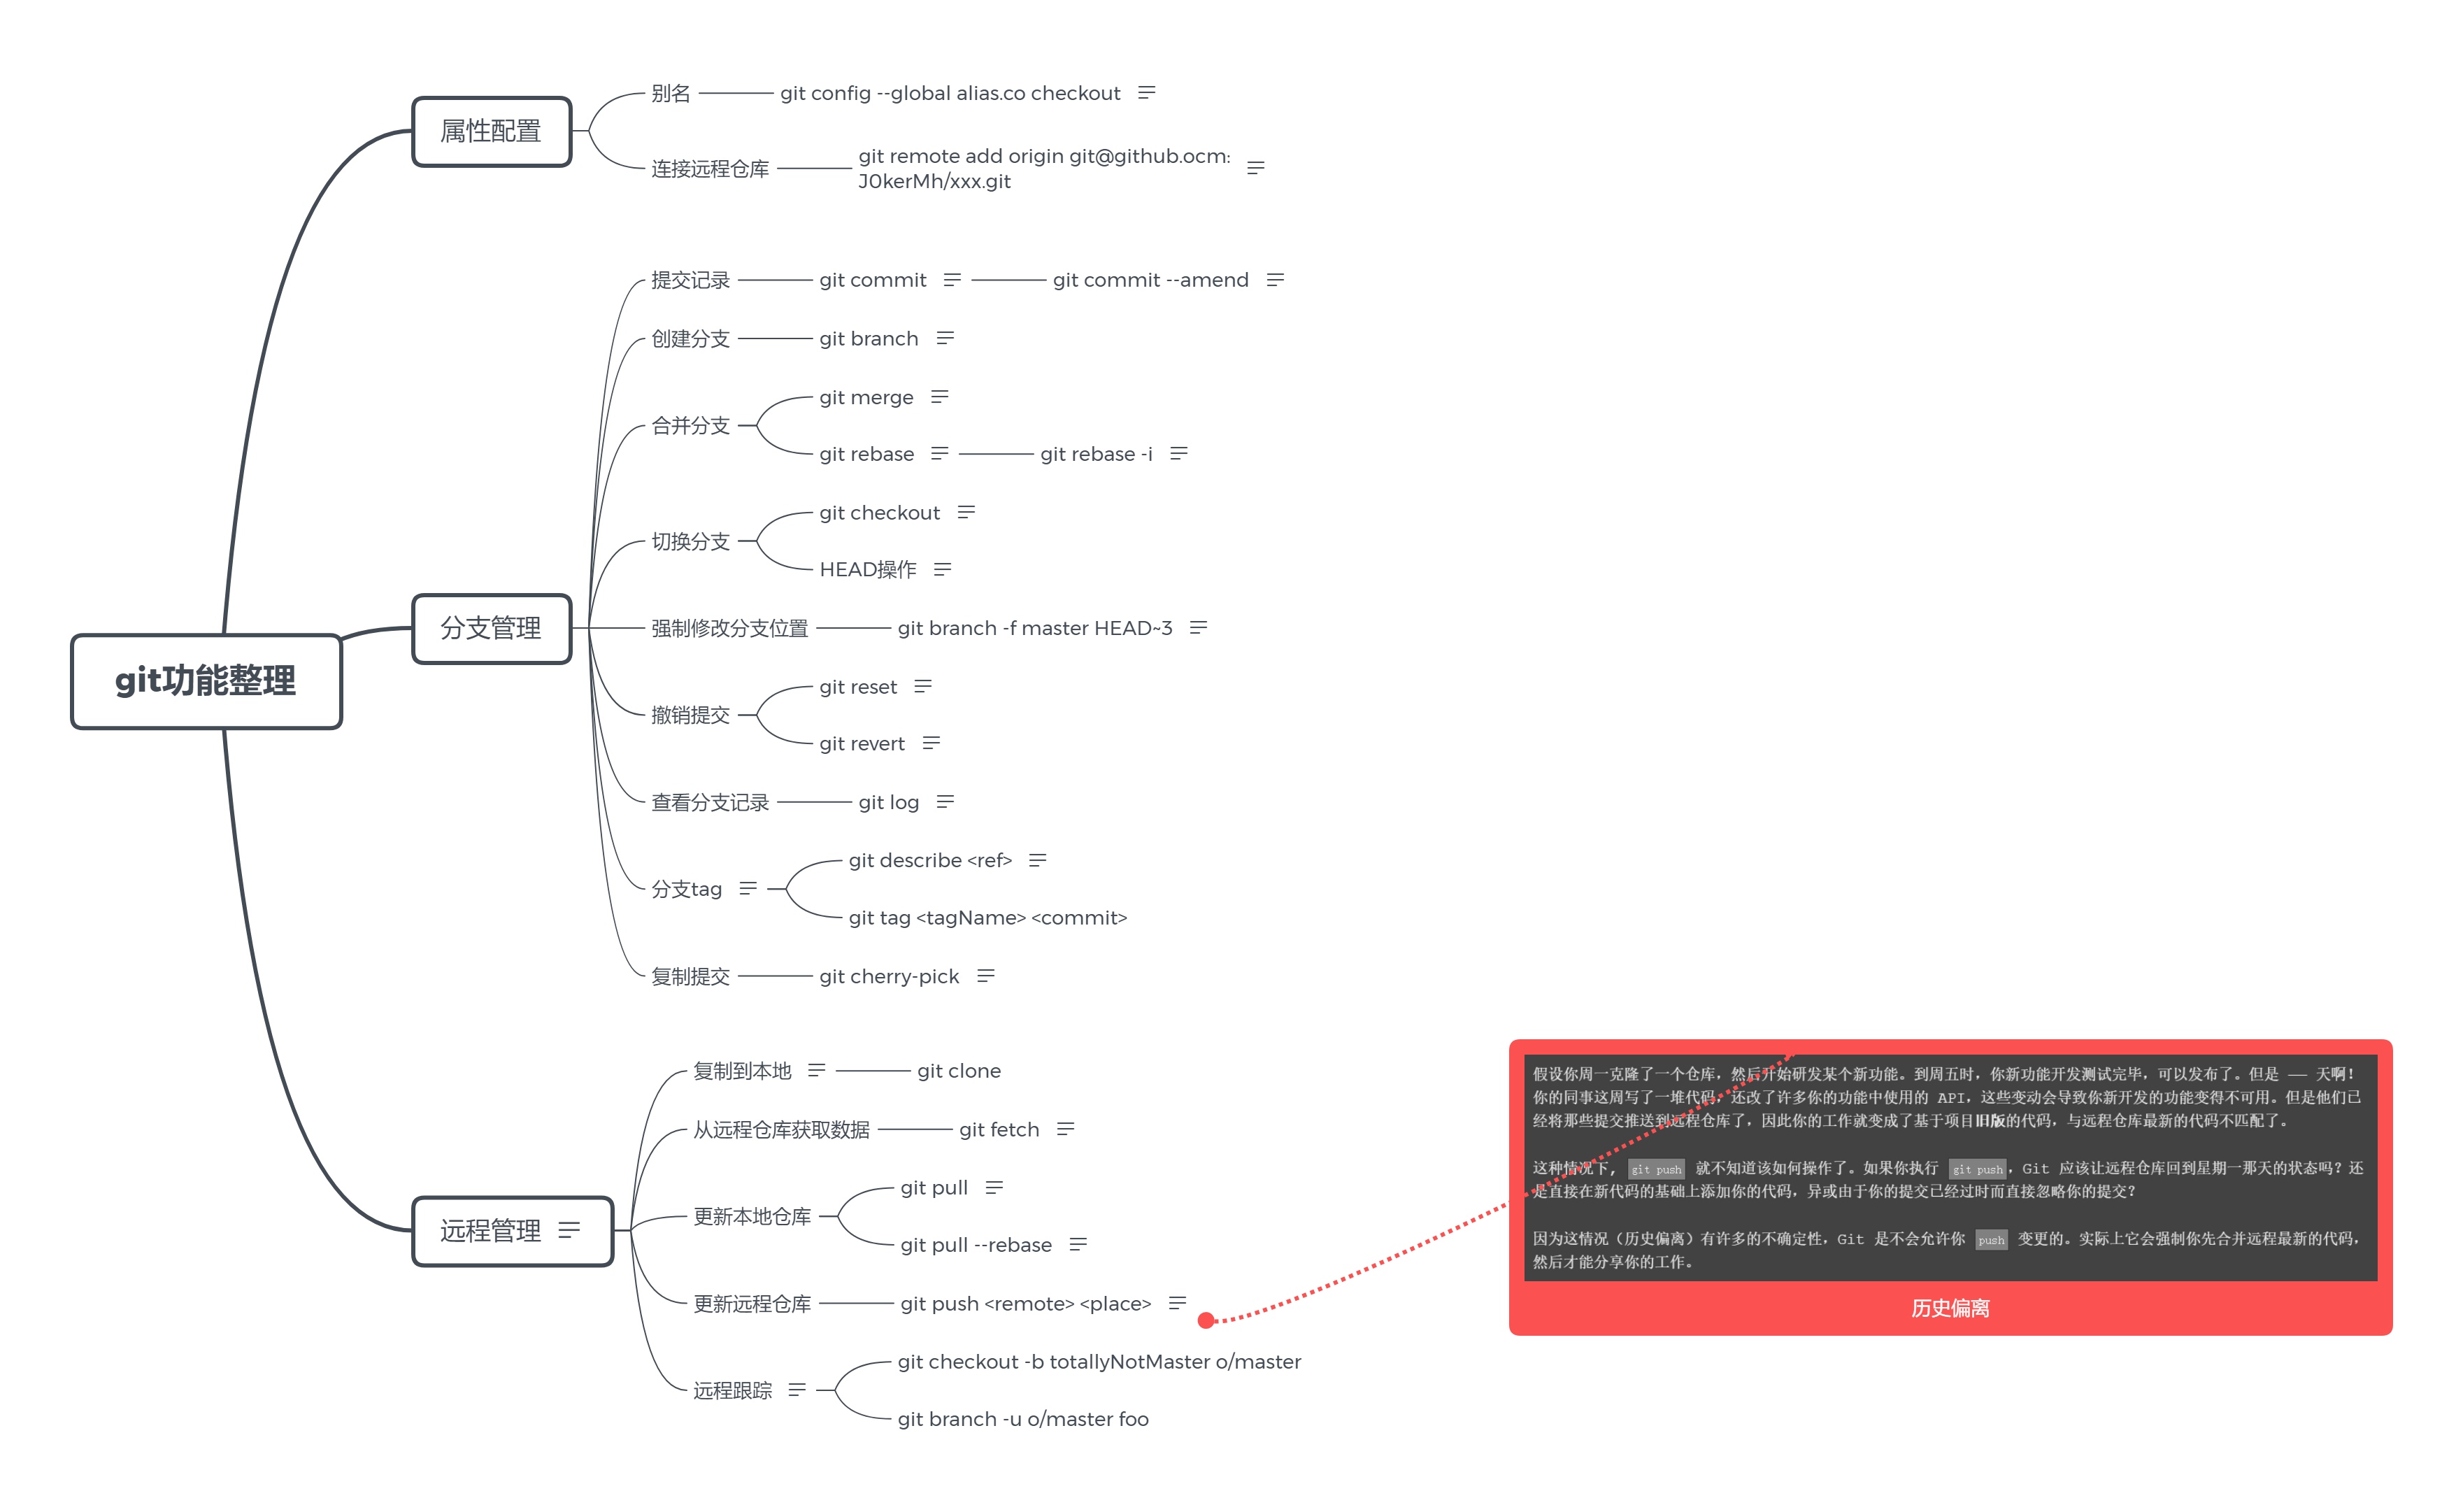 git功能整理
属性配置
别名
git config --global alias.co checkout
连接远程仓库
git remote add origin git@github.ocm:
J0kerMh/xxx.git
分支管理
提交记录
git commit
git commit --amend
创建分支
git branch
合并分支
git merge
git rebase
git rebase -i
切换分支
git checkout
HEAD操作
强制修改分支位置
git branch -f master HEAD~3
撤销提交
git reset
git revert
查看分支记录
git log
分支tag
git describe <ref>
git tag <tagName> <commit>
复制提交
git cherry-pick
远程管理
复制到本地
git clone
从远程仓库获取数据
git fetch
更新本地仓库
git pull
git pull --rebase
更新远程仓库
git push <remote> <place>
远程跟踪
git checkout -b totallyNotMaster o/master
git branch -u o/master foo
假设你周一克隆了一个仓库，然后开始研发某个新功能。到周五时，你新功能开发测试完毕，可以发布了。但是 —— 天啊！
你的同事这周写了一堆代码，还改了许多你的功能中使用的 API，这些变动会导致你新开发的功能变得不可用。但是他们已
经将那些提交推送到远程仓库了，因此你的工作就变成了基于项目旧版的代码，与远程仓库最新的代码不匹配了。
这种情况下, git push 就不知道该如何操作了。如果你执行 git push，Git 应该让远程仓库回到星期一那天的状态吗？还
是直接在新代码的基础上添加你的代码，异或由于你的提交已经过时而直接忽略你的提交？
因为这情况（历史偏离）有许多的不确定性，Git 是不会允许你 push 变更的。实际上它会强制你先合并远程最新的代码，
然后才能分享你的工作。
历史偏离